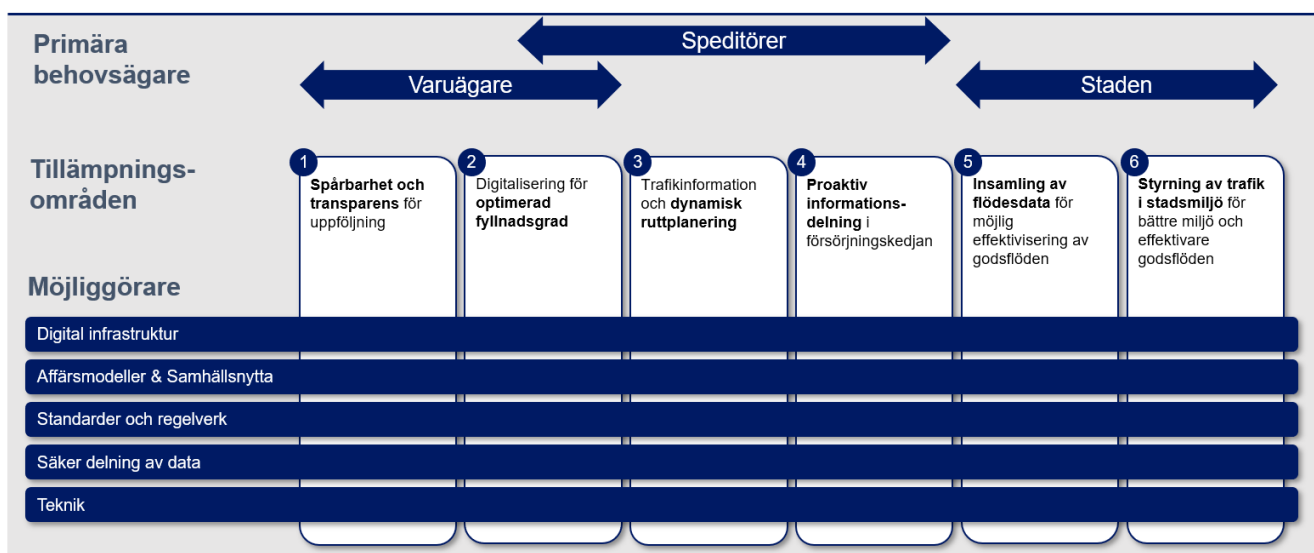 Primära
behovsägare
Speditörer
Varuägare
Staden
Tillämpnings-
områden
1
Spårbarhet och
transparens för
uppföljning
2
Digitalisering för
optimerad
fyllnadsgrad
3
Trafikinformation
och dynamisk
ruttplanering
4
Proaktiv
informations-
delning i
försörjningskedjan
5
Insamling av
flödesdata för
möjlig
effektivisering av
godsflöden
6
Styrning av trafik
i stadsmiljö för
bättre miljö och
effektivare
godsflöden
Möjliggörare
Digital infrastruktur
Affärsmodeller & Samhällsnytta
Standarder och regelverk
Säker delning av data
Teknik